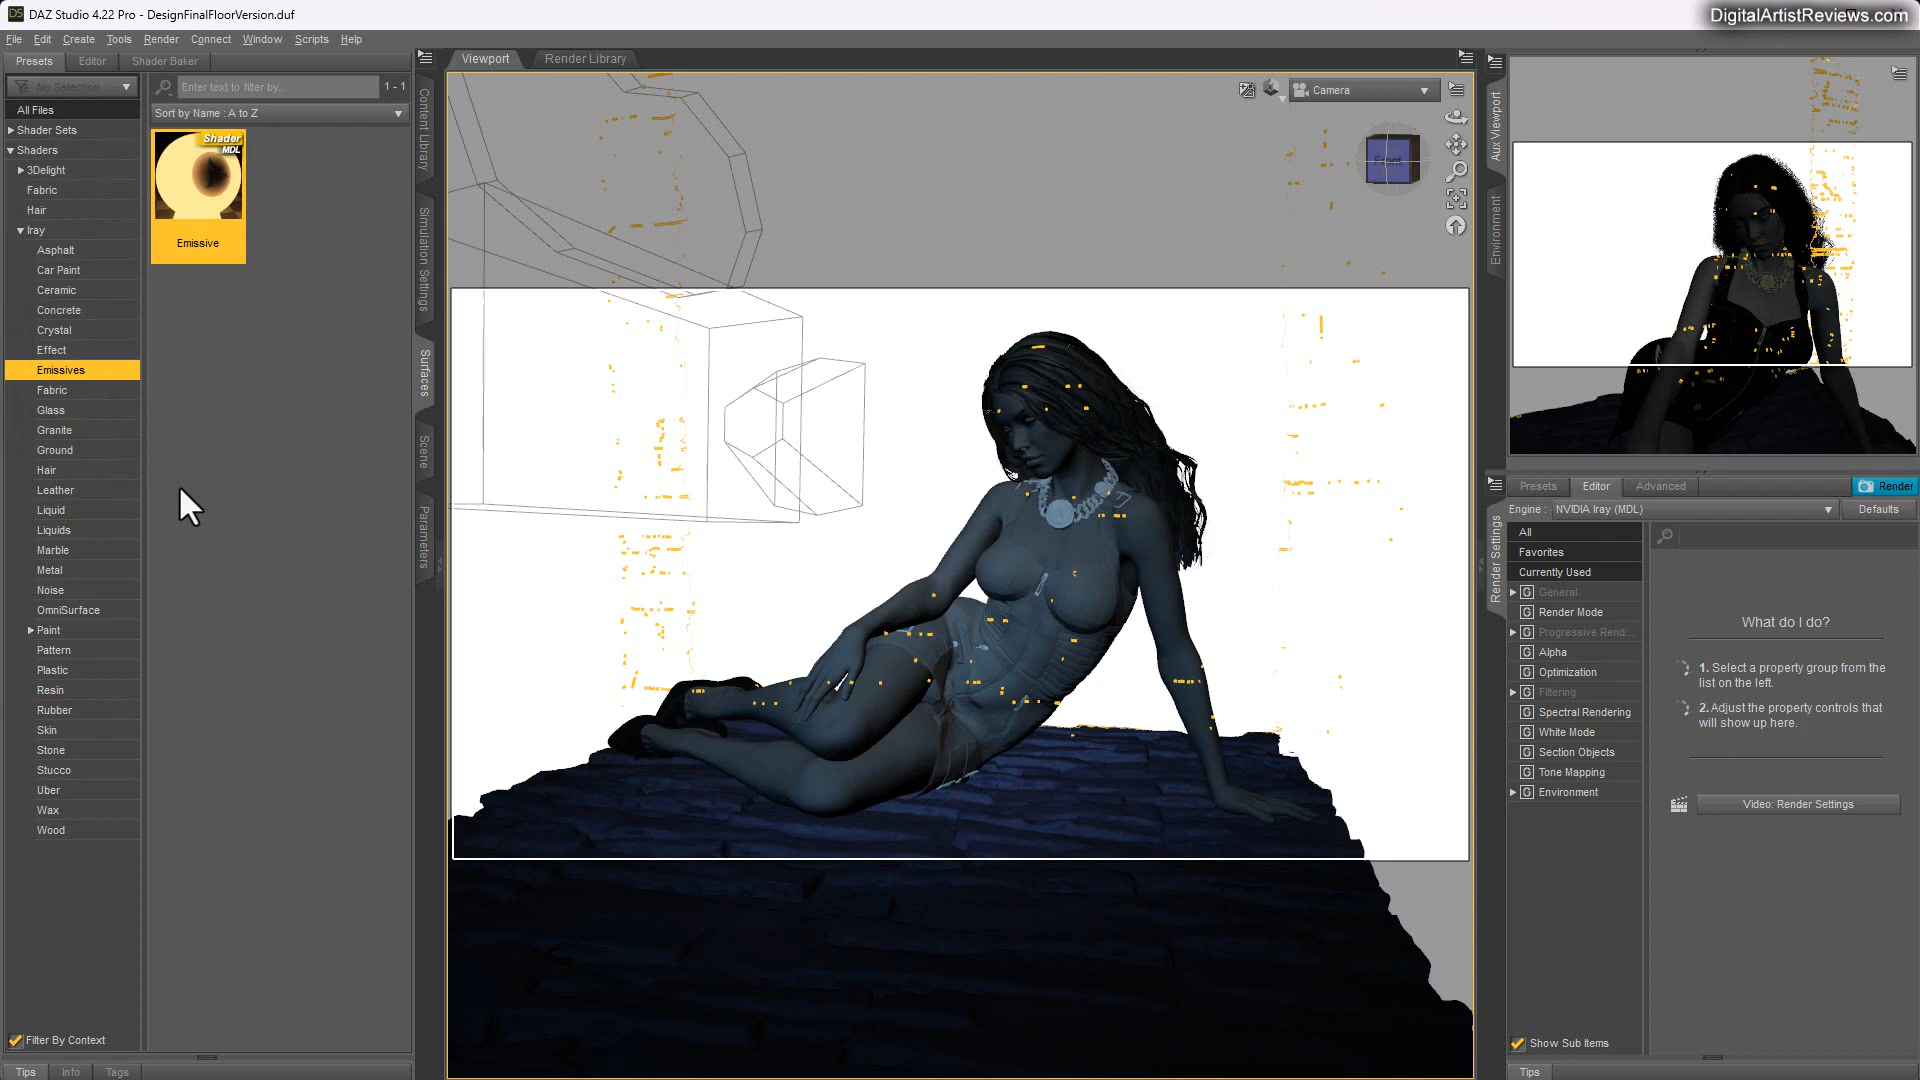 DAZ Studio 4.22 Pro - DesignFinalFloorVersion.duf
DigitalArtistReviews.com
File Edit Create Tools Render Connect Window Scripts Help
Presets Editor Shader Baker
No Selection
Enter text to filter by...
1 - 1
Sort by Name : A to Z
All Files
Shader Sets
Shaders
3Delight
Fabric
Hair
Iray
Asphalt
Car Paint
Ceramic
Concrete
Crystal
Effect
Emissives
Fabric
Glass
Granite
Ground
Hair
Leather
Liquid
Liquids
Marble
Metal
Noise
OmniSurface
Paint
Pattern
Plastic
Resin
Rubber
Skin
Stone
Stucco
Uber
Wax
Wood
Filter By Context
Tips Info Tags
Shader
MDL
Emissive
Content Library
Simulation Settings
Surfaces
Scene
Parameters
Viewport Render Library
Camera
Front
Aux Viewport
Environment
Render Settings
Presets Editor Advanced
Render
Engine : NVIDIA Iray (MDL)
Defaults
All
Favorites
Currently Used
G General
G Render Mode
G Progressive Rend...
G Alpha
G Optimization
G Filtering
G Spectral Rendering
G White Mode
G Section Objects
G Tone Mapping
G Environment
What do I do?
1. Select a property group from the
list on the left.
2. Adjust the property controls that
will show up here.
Video: Render Settings
Show Sub Items
Tips